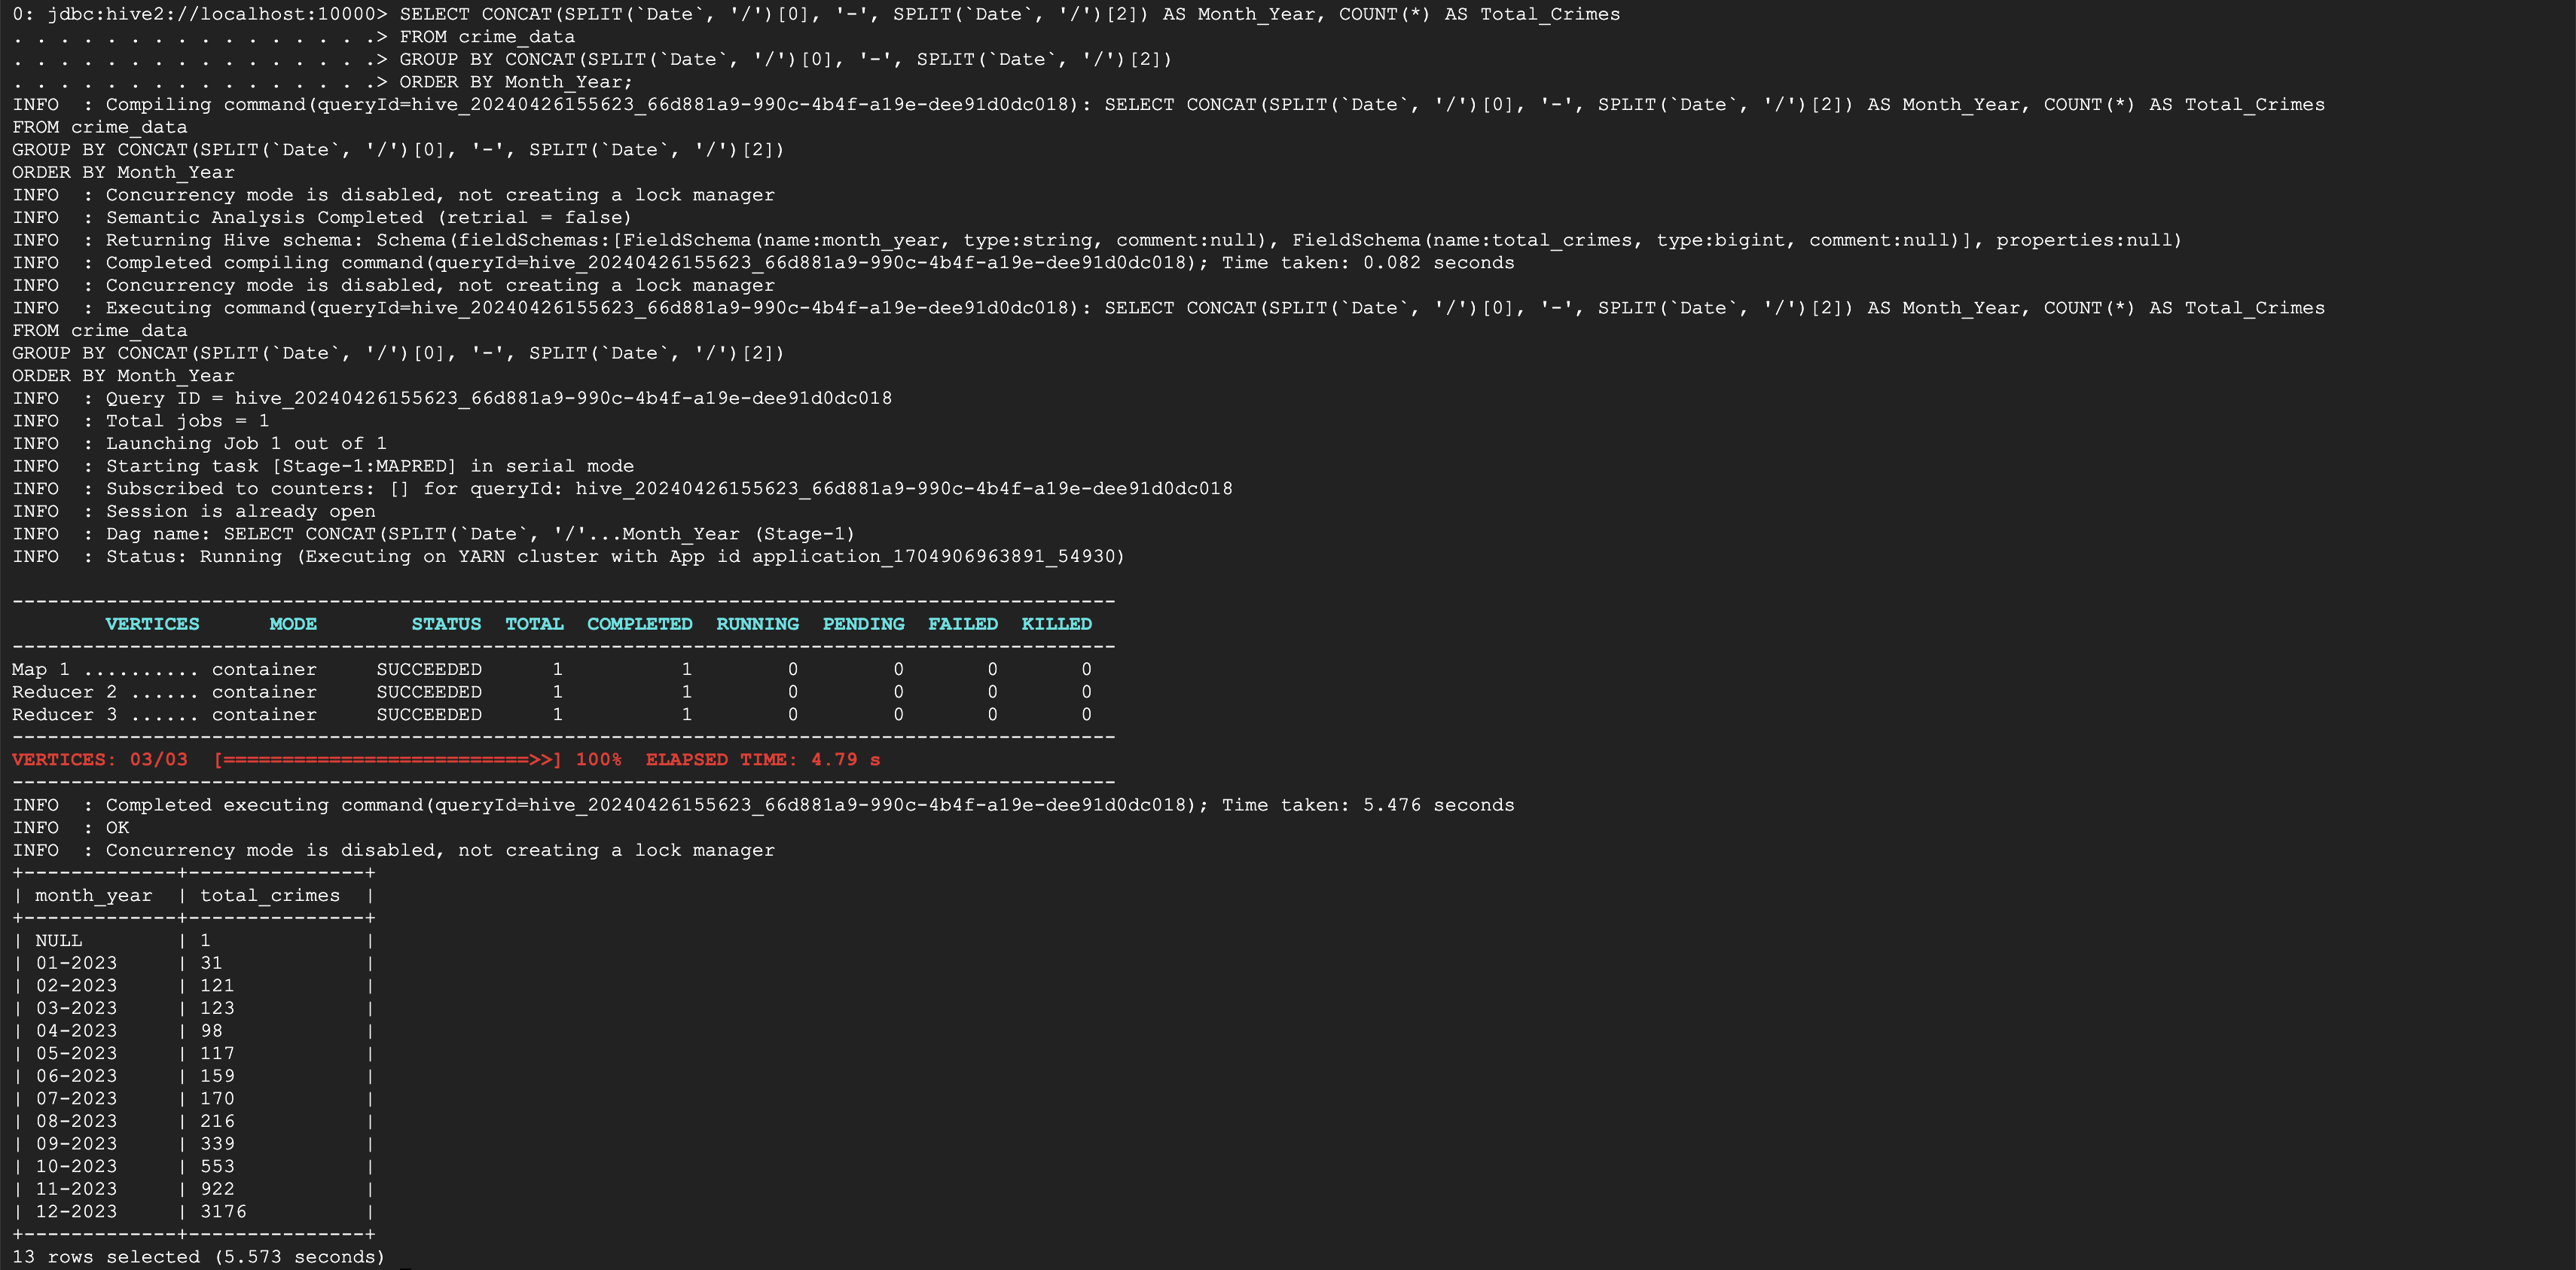 0: jdbc:hive2://localhost:10000> SELECT CONCAT(SPLIT(`Date`, '/')[0], '-', SPLIT(`Date`, '/')[2]) AS Month_Year, COUNT(*) AS Total_Crimes
. . . . . . . . . . . . . . . .> FROM crime_data
. . . . . . . . . . . . . . . .> GROUP BY CONCAT(SPLIT(`Date`, '/')[0], '-', SPLIT(`Date`, '/')[2])
. . . . . . . . . . . . . . . .> ORDER BY Month_Year;
INFO  : Compiling command(queryId=hive_20240426155623_66d881a9-990c-4b4f-a19e-dee91d0dc018): SELECT CONCAT(SPLIT(`Date`, '/')[0], '-', SPLIT(`Date`, '/')[2]) AS Month_Year, COUNT(*) AS Total_Crimes
FROM crime_data
GROUP BY CONCAT(SPLIT(`Date`, '/')[0], '-', SPLIT(`Date`, '/')[2])
ORDER BY Month_Year
INFO  : Concurrency mode is disabled, not creating a lock manager
INFO  : Semantic Analysis Completed (retrial = false)
INFO  : Returning Hive schema: Schema(fieldSchemas:[FieldSchema(name:month_year, type:string, comment:null), FieldSchema(name:total_crimes, type:bigint, comment:null)], properties:null)
INFO  : Completed compiling command(queryId=hive_20240426155623_66d881a9-990c-4b4f-a19e-dee91d0dc018); Time taken: 0.082 seconds
INFO  : Concurrency mode is disabled, not creating a lock manager
INFO  : Executing command(queryId=hive_20240426155623_66d881a9-990c-4b4f-a19e-dee91d0dc018): SELECT CONCAT(SPLIT(`Date`, '/')[0], '-', SPLIT(`Date`, '/')[2]) AS Month_Year, COUNT(*) AS Total_Crimes
FROM crime_data
GROUP BY CONCAT(SPLIT(`Date`, '/')[0], '-', SPLIT(`Date`, '/')[2])
ORDER BY Month_Year
INFO  : Query ID = hive_20240426155623_66d881a9-990c-4b4f-a19e-dee91d0dc018
INFO  : Total jobs = 1
INFO  : Launching Job 1 out of 1
INFO  : Starting task [Stage-1:MAPRED] in serial mode
INFO  : Subscribed to counters: [] for queryId: hive_20240426155623_66d881a9-990c-4b4f-a19e-dee91d0dc018
INFO  : Session is already open
INFO  : Dag name: SELECT CONCAT(SPLIT(`Date`, '/'...Month_Year (Stage-1)
INFO  : Status: Running (Executing on YARN cluster with App id application_1704906963891_54930)
----------------------------------------------------------------------------------------------
        VERTICES      MODE        STATUS  TOTAL  COMPLETED  RUNNING  PENDING  FAILED  KILLED
----------------------------------------------------------------------------------------------
Map 1 .......... container     SUCCEEDED      1          1        0        0       0       0
Reducer 2 ...... container     SUCCEEDED      1          1        0        0       0       0
Reducer 3 ...... container     SUCCEEDED      1          1        0        0       0       0
----------------------------------------------------------------------------------------------
VERTICES: 03/03  [==========================>>] 100%  ELAPSED TIME: 4.79 s
----------------------------------------------------------------------------------------------
INFO  : Completed executing command(queryId=hive_20240426155623_66d881a9-990c-4b4f-a19e-dee91d0dc018); Time taken: 5.476 seconds
INFO  : OK
INFO  : Concurrency mode is disabled, not creating a lock manager
+-------------+---------------+
| month_year  | total_crimes  |
+-------------+---------------+
| NULL        | 1             |
| 01-2023     | 31            |
| 02-2023     | 121           |
| 03-2023     | 123           |
| 04-2023     | 98            |
| 05-2023     | 117           |
| 06-2023     | 159           |
| 07-2023     | 170           |
| 08-2023     | 216           |
| 09-2023     | 339           |
| 10-2023     | 553           |
| 11-2023     | 922           |
| 12-2023     | 3176          |
+-------------+---------------+
13 rows selected (5.573 seconds)